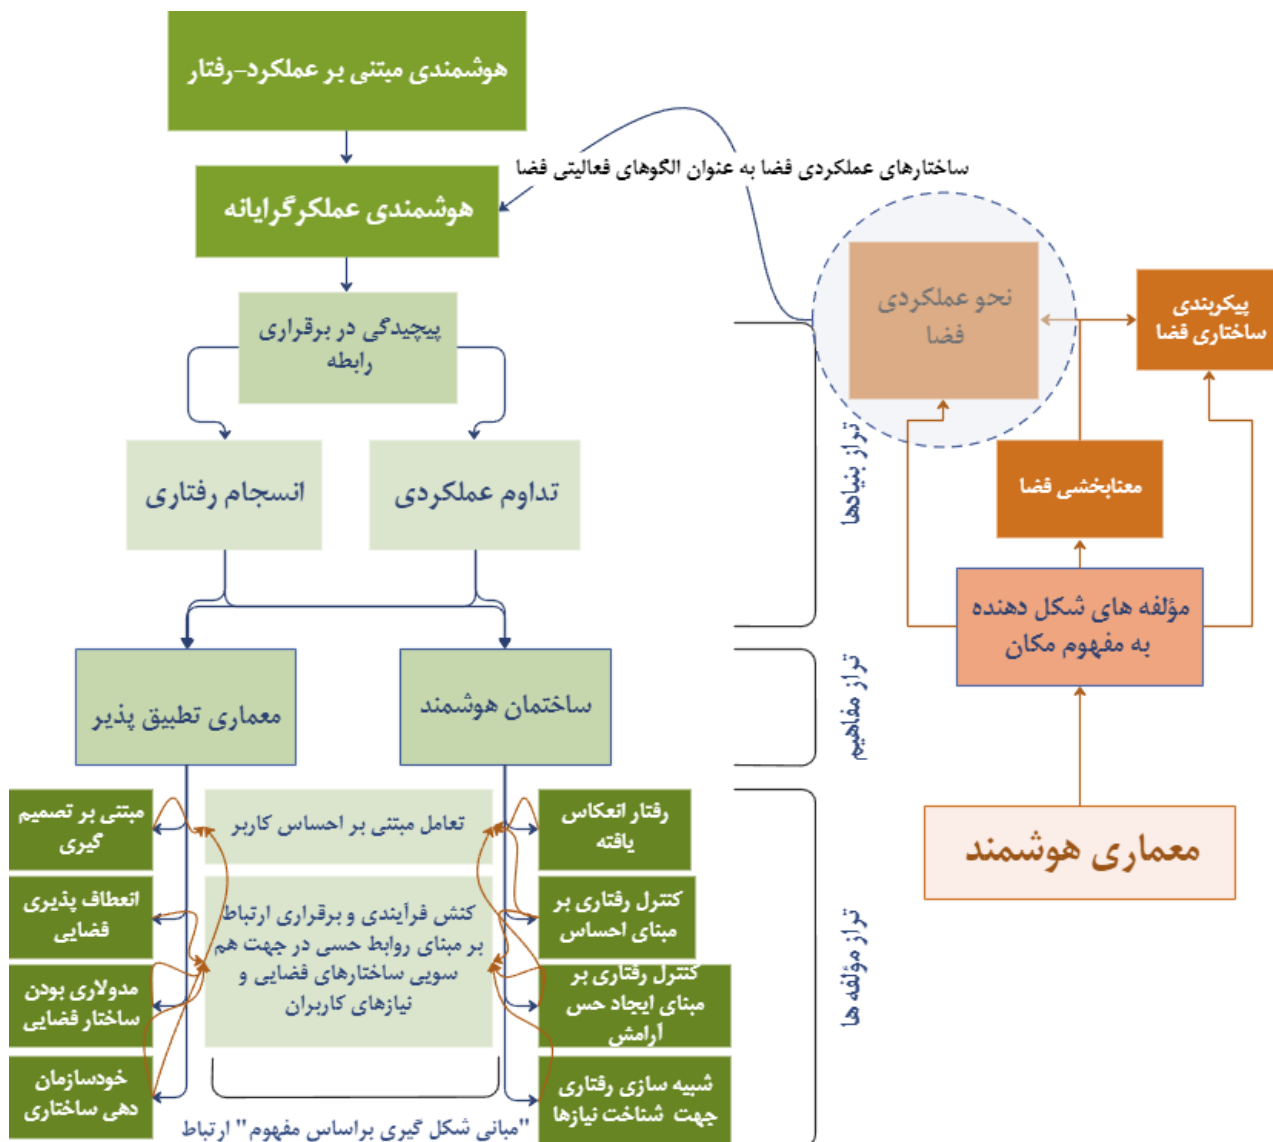 هوشمندی مبتنی بر عملکرد-رفتار
هوشمندی عملکرگرایانه
ساختارهای عملکردی فضا به عنوان الگوهای فعالیتی فضا
پیچیدگی در برقراری
رابطه
تداوم عملکردی
انسجام رفتاری
ساختمان هوشمند
معماری تطبیق پذیر
رفتار انعکاس
یافته
کنترل رفتاری بر
مبنای احساس
کنترل رفتاری بر
مبنای ایجاد حس
آرامش
شبیه سازی رفتاری
جهت شناخت نیازها
تعامل مبتنی بر احساس کاربر
کنش فرآیندی و برقراری ارتباط
بر مبنای روابط حسی در جهت هم
سویی ساختارهای فضایی و
نیازهای کاربران
مبتنی بر تصمیم
گیری
انعطاف پذیری
فضایی
مدولاری بودن
ساختار فضایی
خودسازمان
دهی ساختاری
"مبانی شکل گیری براساس مفهوم" ارتباط
تراز بنیادها
تراز مفاهیم
تراز مؤلفه ها
پیکربندی
ساختاری فضا
نحو عملکردی
فضا
معنابخشی فضا
مؤلفه های شکل دهنده
به مفهوم مکان
معماری هوشمند